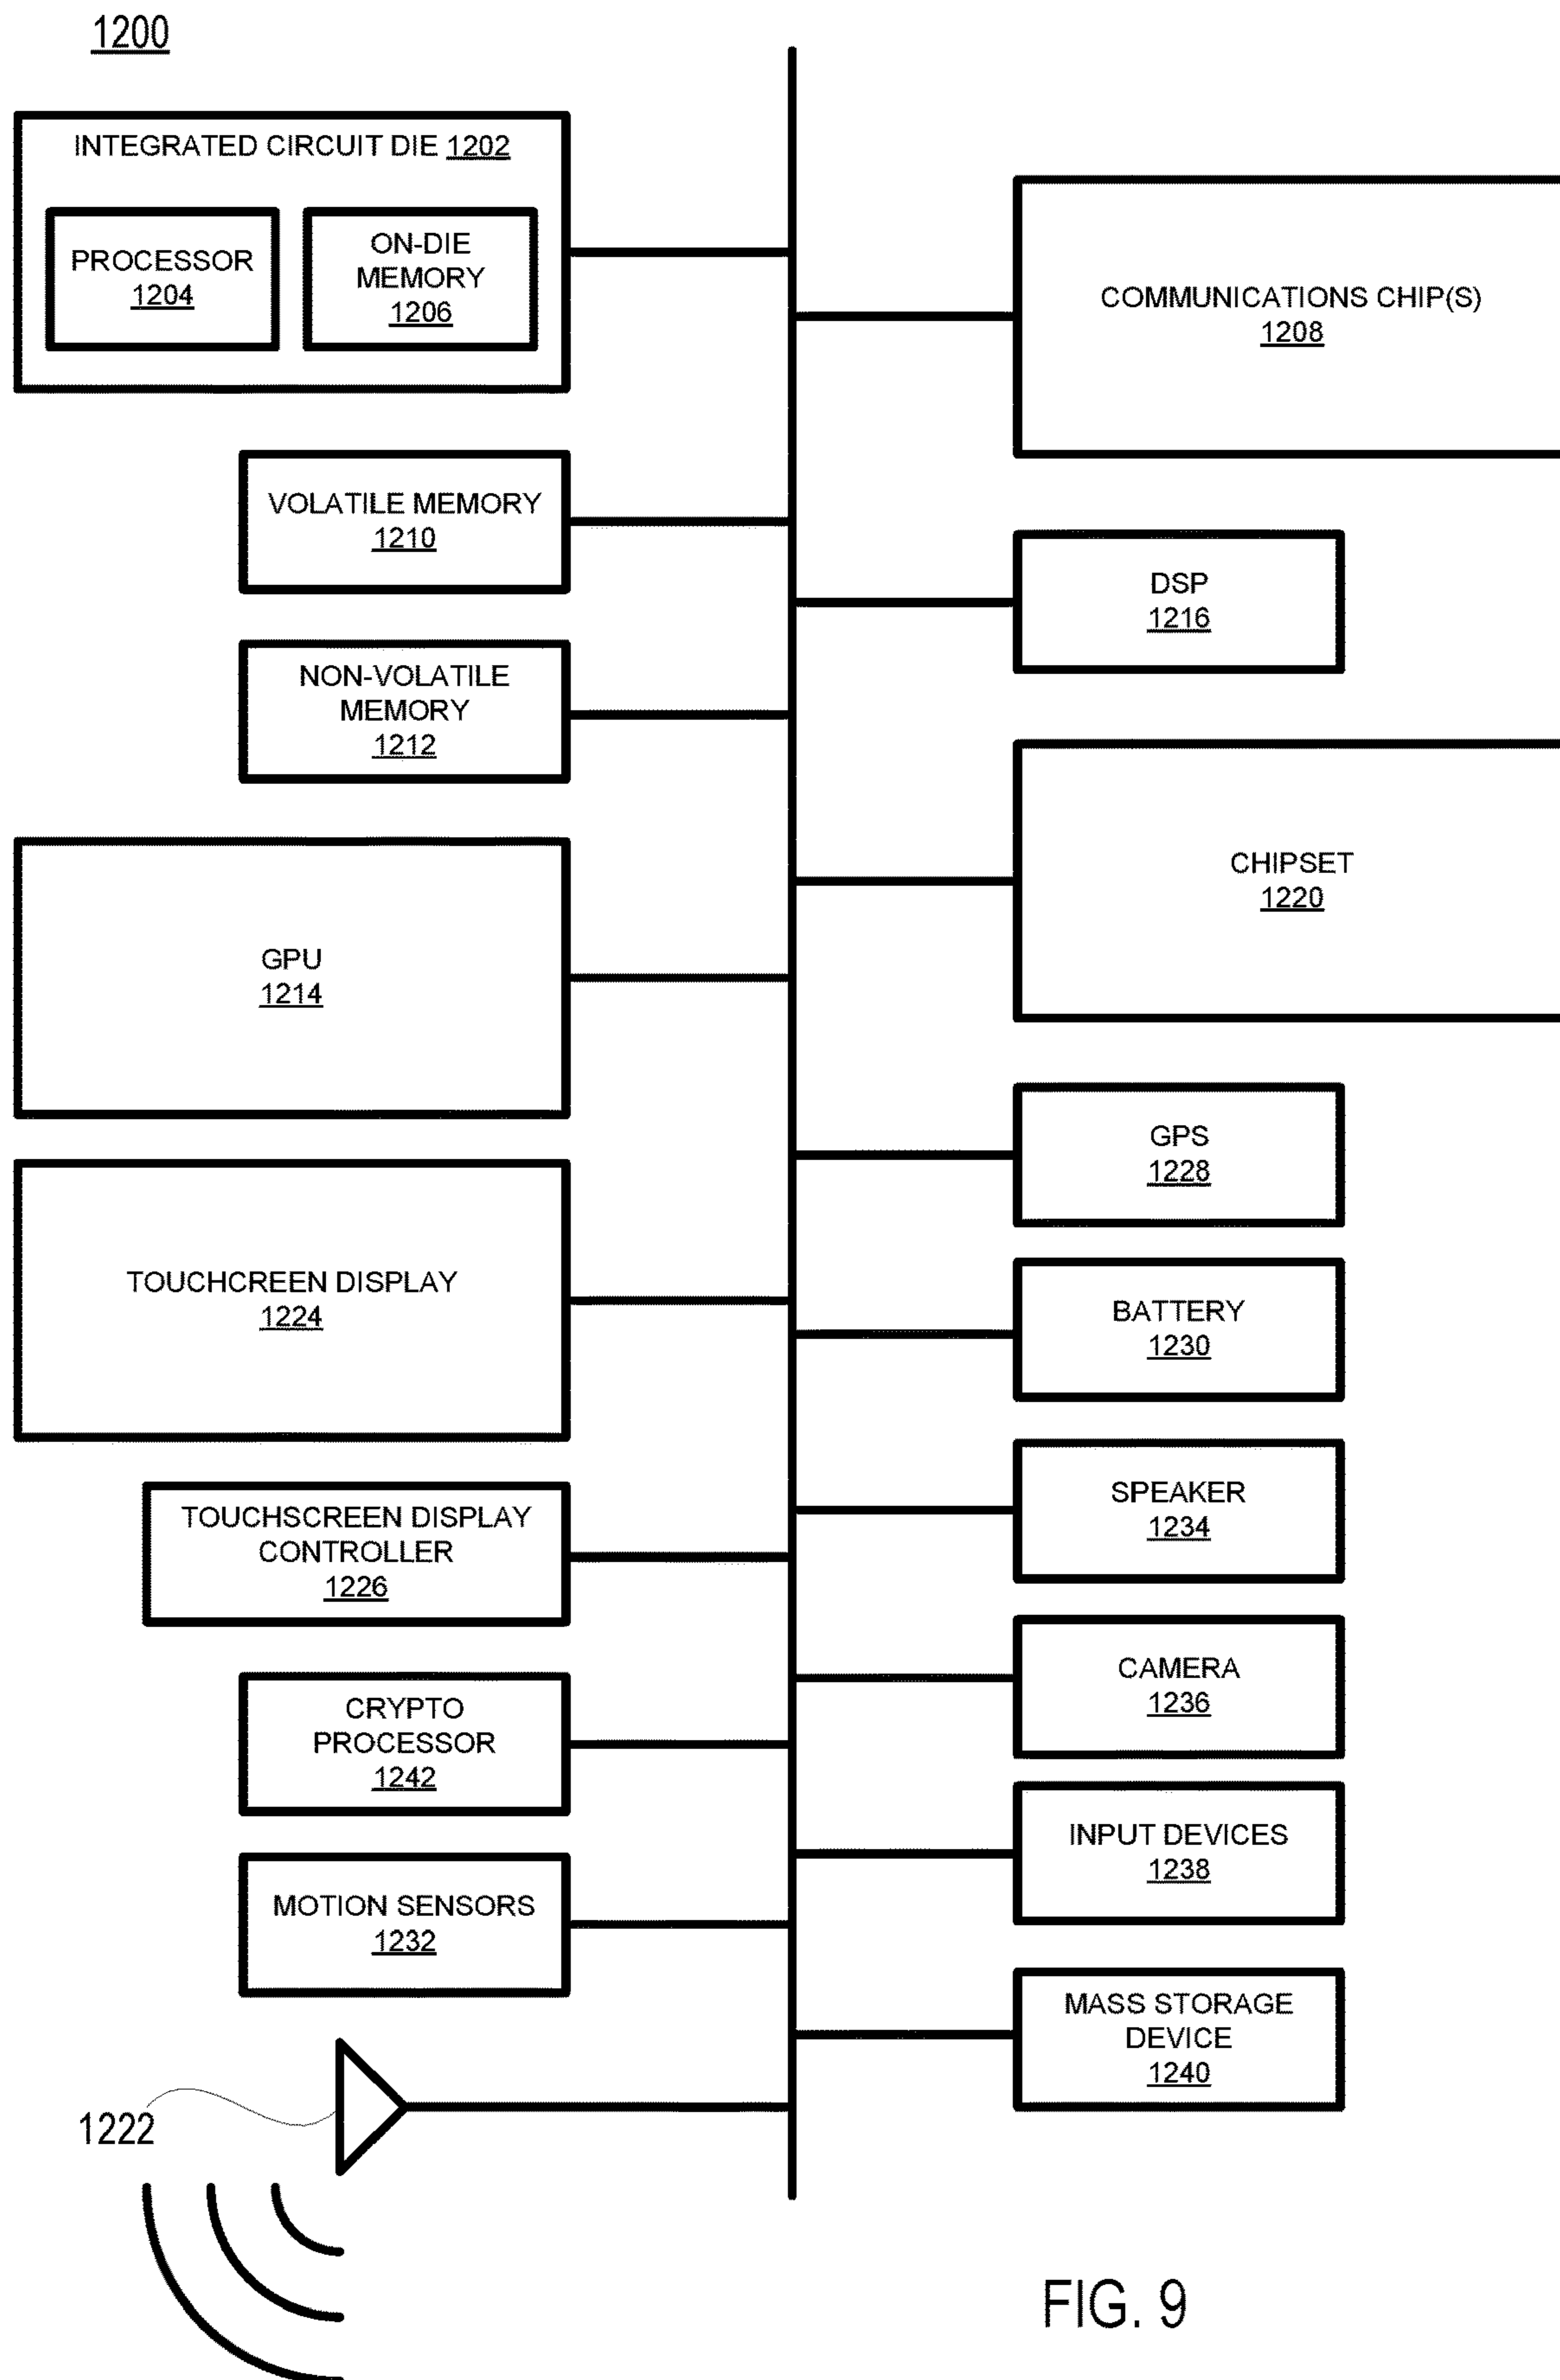 1200
INTEGRATED CIRCUIT DIE 1202
PROCESSOR
1204
ON-DIE
MEMORY
1206
COMMUNICATIONS CHIP(S)
1208
VOLATILE MEMORY
1210
DSP
1216
NON-VOLATILE
MEMORY
1212
CHIPSET
1220
GPU
1214
GPS
1228
TOUCHCREEN DISPLAY
1224
BATTERY
1230
SPEAKER
1234
TOUCHSCREEN DISPLAY
CONTROLLER
1226
CAMERA
1236
CRYPTO
PROCESSOR
1242
INPUT DEVICES
1238
MOTION SENSORS
1232
MASS STORAGE
DEVICE
1240
1222
FIG. 9